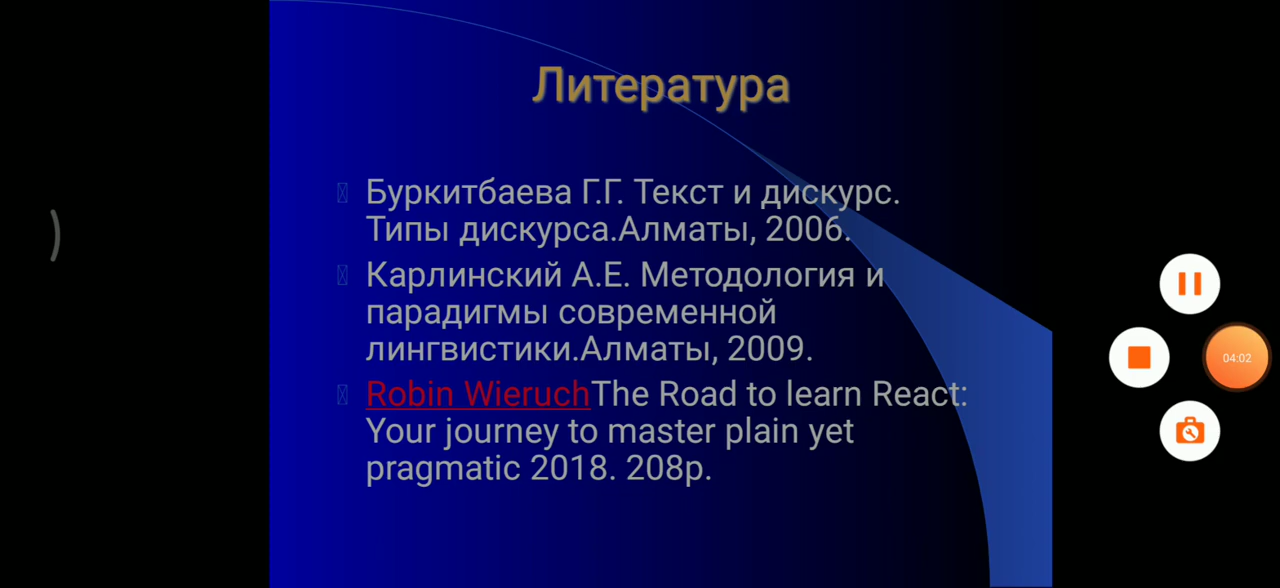 Литература
Буркитбаева Г.Г. Текст и дискурс.
Типы дискурса.Алматы, 2006.
Карлинский А.Е. Методология и
парадигмы современной
лингвистики.Алматы, 2009.
Robin WieruchThe Road to learn React:
Your journey to master plain yet
pragmatic 2018. 208p.
04:02